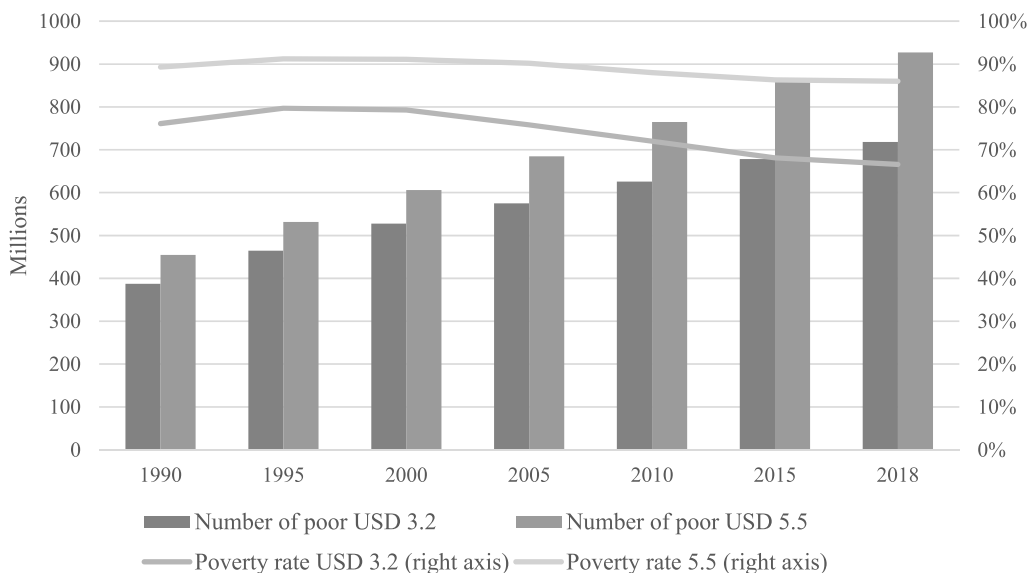 1000 100%
900 90%
800 80%
700 70%
600 60%
500 50%
400 40%
300 30%
200 20%
100 10%
0 0%
Millions
1990 1995 2000 2005 2010 2015 2018
Number of poor USD 3.2 Number of poor USD 5.5
Poverty rate USD 3.2 (right axis) Poverty rate 5.5 (right axis)